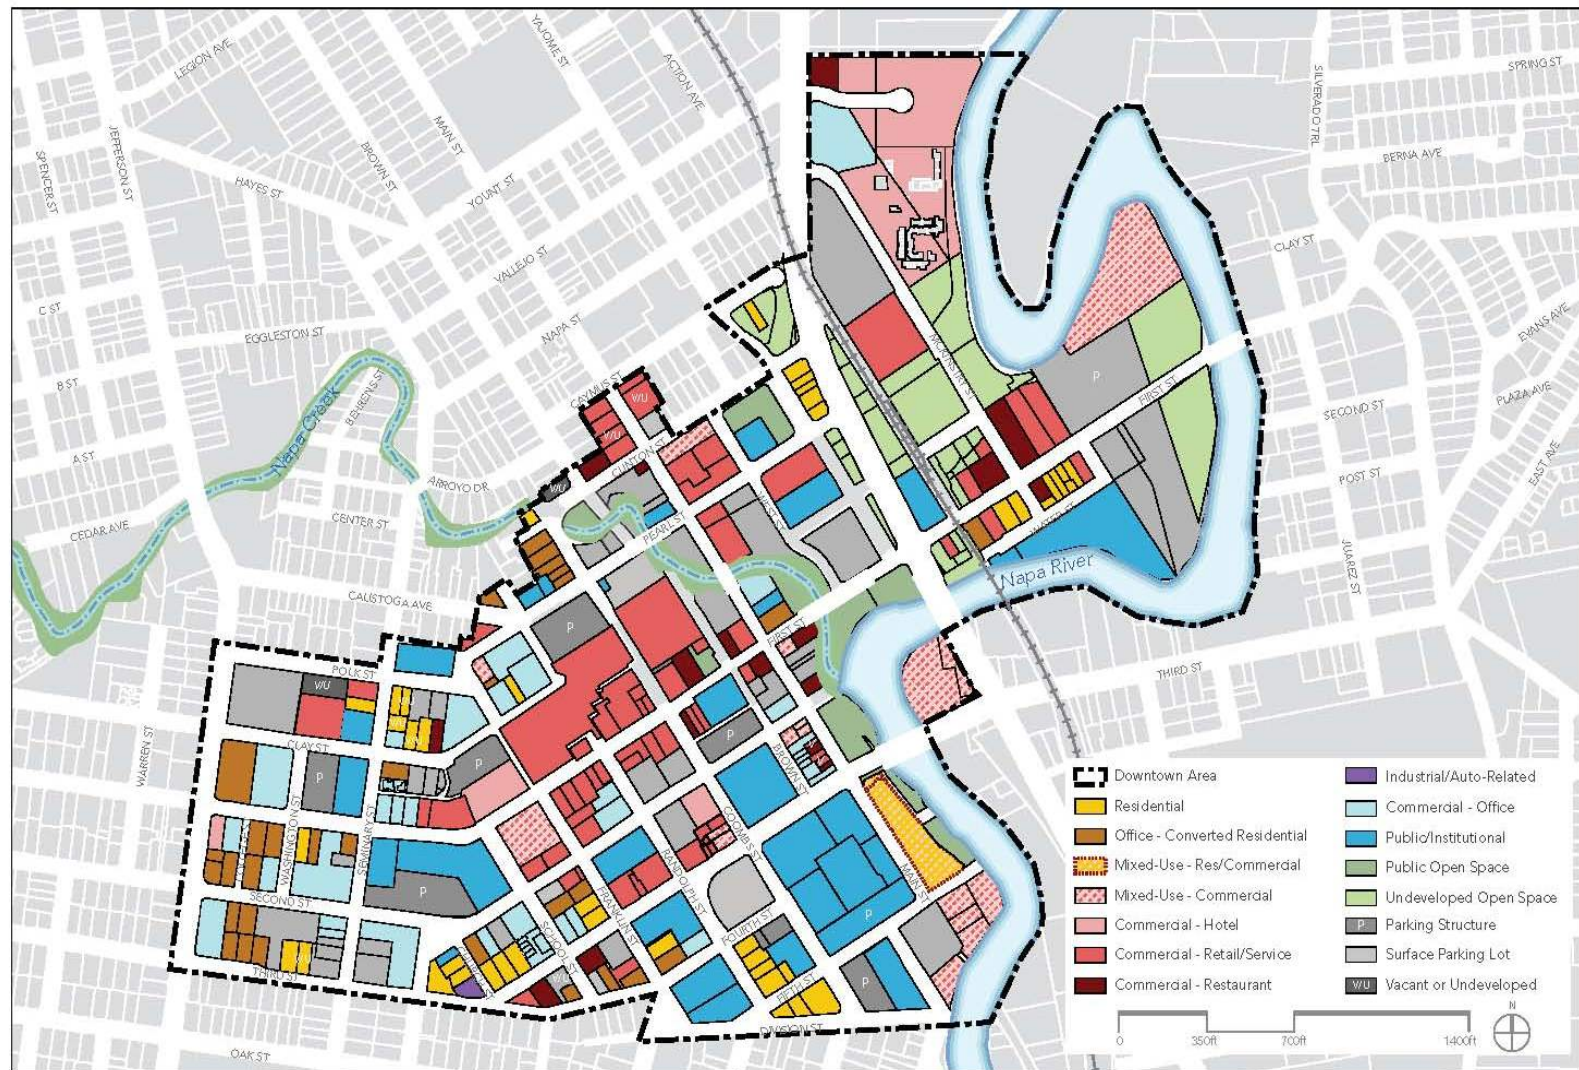 LEGION AVE
YAJOME ST
ACTION AVE
MAIN ST
BROWN ST
JEFFERSON ST
SPENCER ST
HAYES ST
YOUNT ST
VALLEJO ST
NAPA ST
C ST
EGGLESTON ST
B ST
BEHRENS ST
A ST
Napa Creek
CEDAR AVE
ARROYO DR
CENTER ST
CALISTOGA AVE
CAYMUS ST
V/U
V/U
CLINTON ST
V/U
PEARL ST
WEST ST
SILVERADO TRL
SPRING ST
BERNA AVE
CLAY ST
EVANS AVE
MCKINSTRY ST
P
FIRST ST
SECOND ST
PLAZA AVE
POST ST
EAST AVE
WATER ST
JUAREZ ST
Napa River
THIRD ST
P
FIRST ST
POLK ST
V/U
CLAY ST
WARREN ST
P
P
P
BROWN ST
WASHINGTON ST
SEMINARY ST
COOMBS ST
SECOND ST
P
RANDOLPH ST
MAIN ST
FRANKLIN ST
SCHOOL ST
FOURTH ST
P
THIRD ST
V/U
CHURCH ST
FIFTH ST
P
DIVISION ST
OAK ST
Downtown Area
Residential
Office - Converted Residential
Mixed-Use - Res/Commercial
Mixed-Use - Commercial
Commercial - Hotel
Commercial - Retail/Service
Commercial - Restaurant
Industrial/Auto-Related
Commercial - Office
Public/Institutional
Public Open Space
Undeveloped Open Space
P Parking Structure
Surface Parking Lot
V/U Vacant or Undeveloped
N
0 350ft 700ft 1400ft